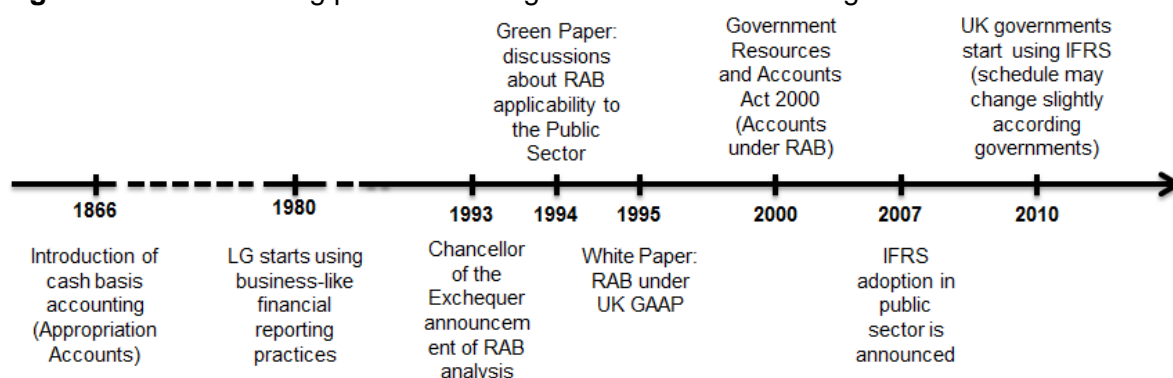 Green Paper:
discussions
about RAB
applicability to
the Public
Sector
Government
Resources
and Accounts
Act 2000
(Accounts
under RAB)
UK governments
start using IFRS
(schedule may
change slightly
according
governments)
1866
1980
1993
1994
1995
2000
2007
2010
Introduction of
cash basis
accounting
(Appropriation
Accounts)
LG starts using
business-like
financial
reporting
practices
Chancellor
of the
Exchequer
announcem
ent of RAB
analysis
White Paper:
RAB under
UK GAAP
IFRS
adoption in
public
sector is
announced